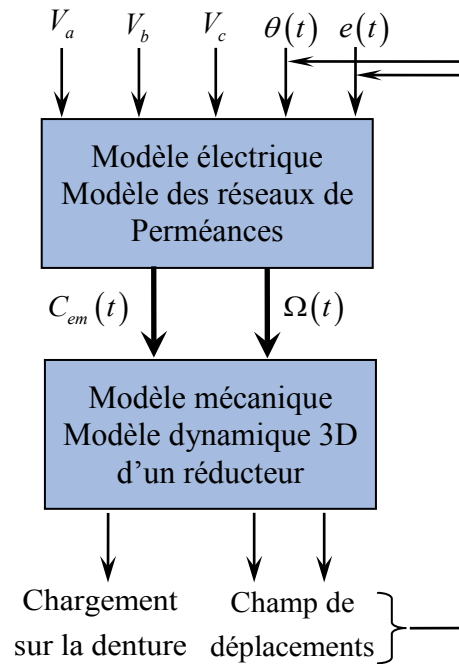 V_a V_b V_c θ(t) e(t)
Modèle électrique
Modèle des réseaux de
Perméances
C_em(t) Ω(t)
Modèle mécanique
Modèle dynamique 3D
d'un réducteur
Chargement
sur la denture
Champ de
déplacements